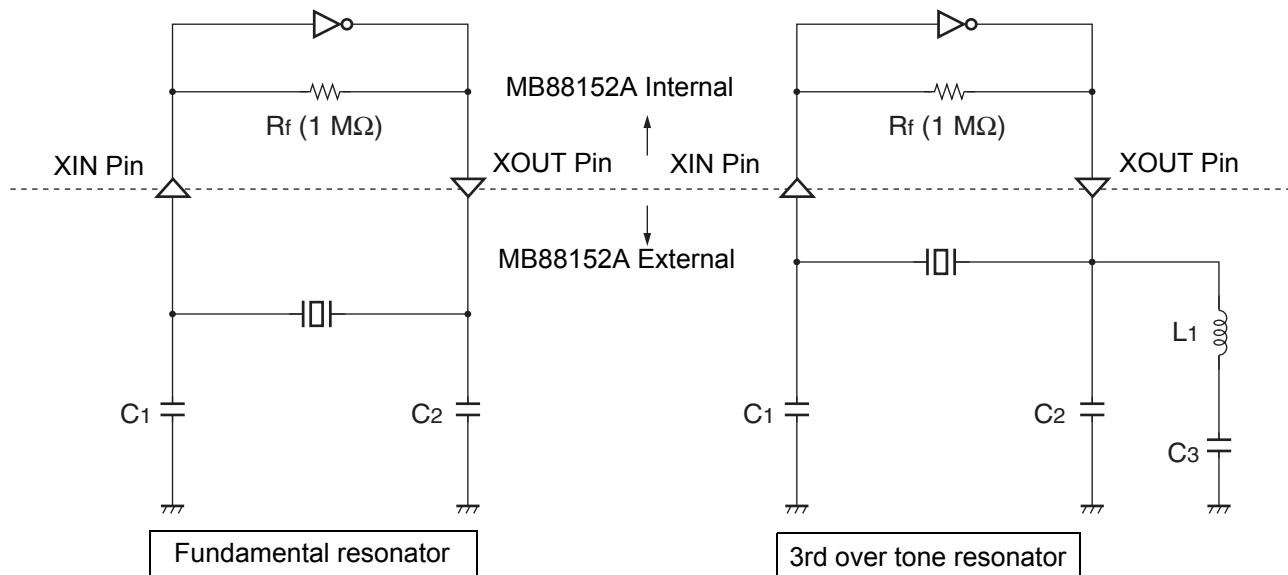 MB88152A Internal
Rf (1 MΩ)
Rf (1 MΩ)
XIN Pin
XOUT Pin
XIN Pin
XOUT Pin
MB88152A External
L1
C1
C2
C1
C2
C3
Fundamental resonator
3rd over tone resonator